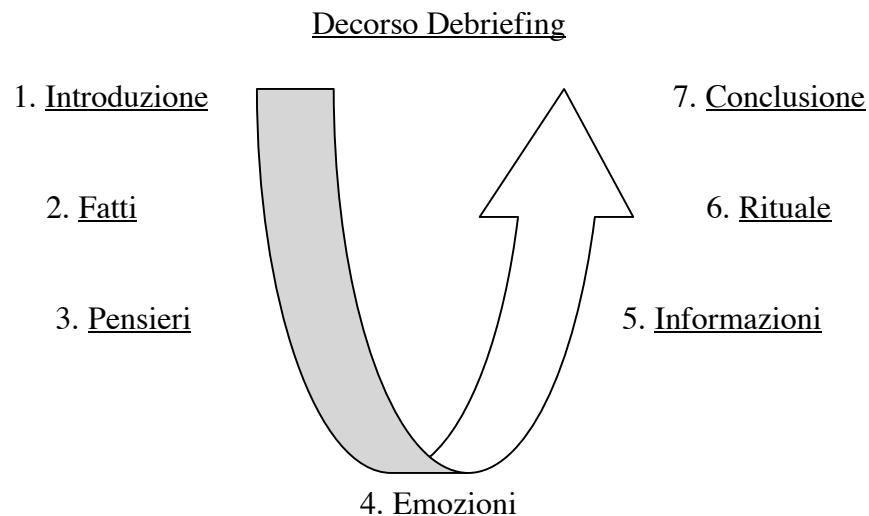 Decorso Debriefing
1. Introduzione
2. Fatti
3. Pensieri
4. Emozioni
5. Informazioni
6. Rituale
7. Conclusione